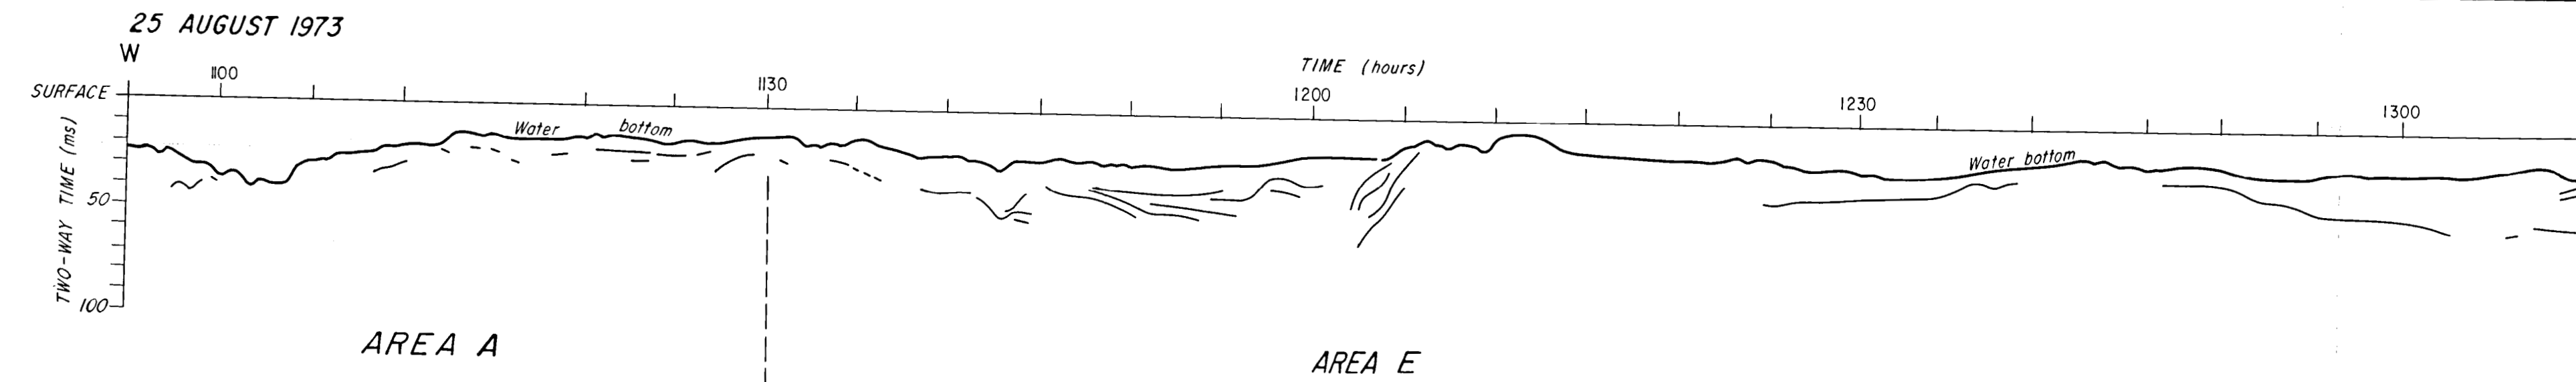 25 AUGUST 1973
W
TIME (hours)
1100
1130
1200
1230
1300
SURFACE
Water bottom
Water bottom
TWO-WAY TIME (ms)
50
100
AREA A
AREA E